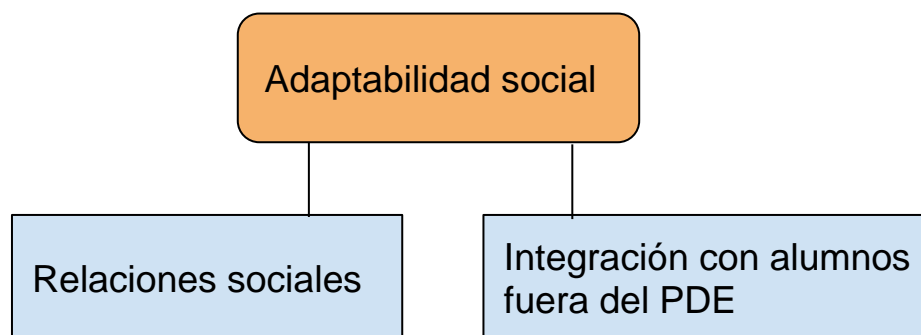 Adaptabilidad social
Relaciones sociales
Integración con alumnos
fuera del PDE